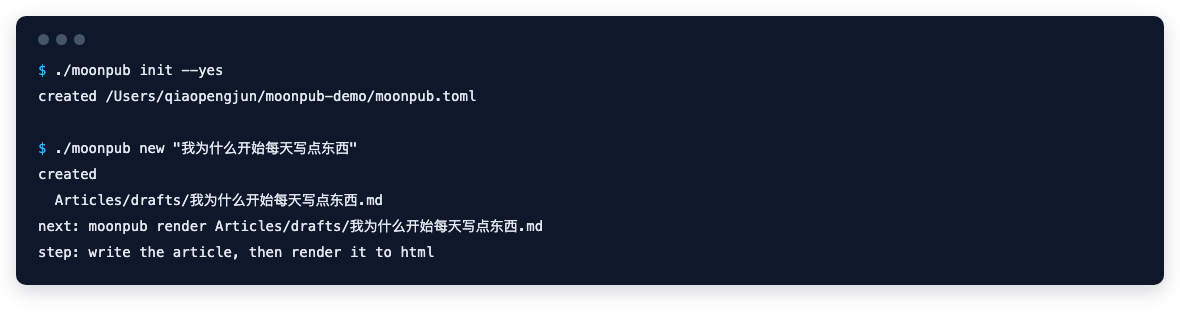 $ ./moonpub init --yes
created /Users/qiaopengjun/moonpub-demo/moonpub.toml
$ ./moonpub new "我为什么开始每天写点东西"
created
Articles/drafts/我为什么开始每天写点东西.md
next: moonpub render Articles/drafts/我为什么开始每天写点东西.md
step: write the article, then render it to html